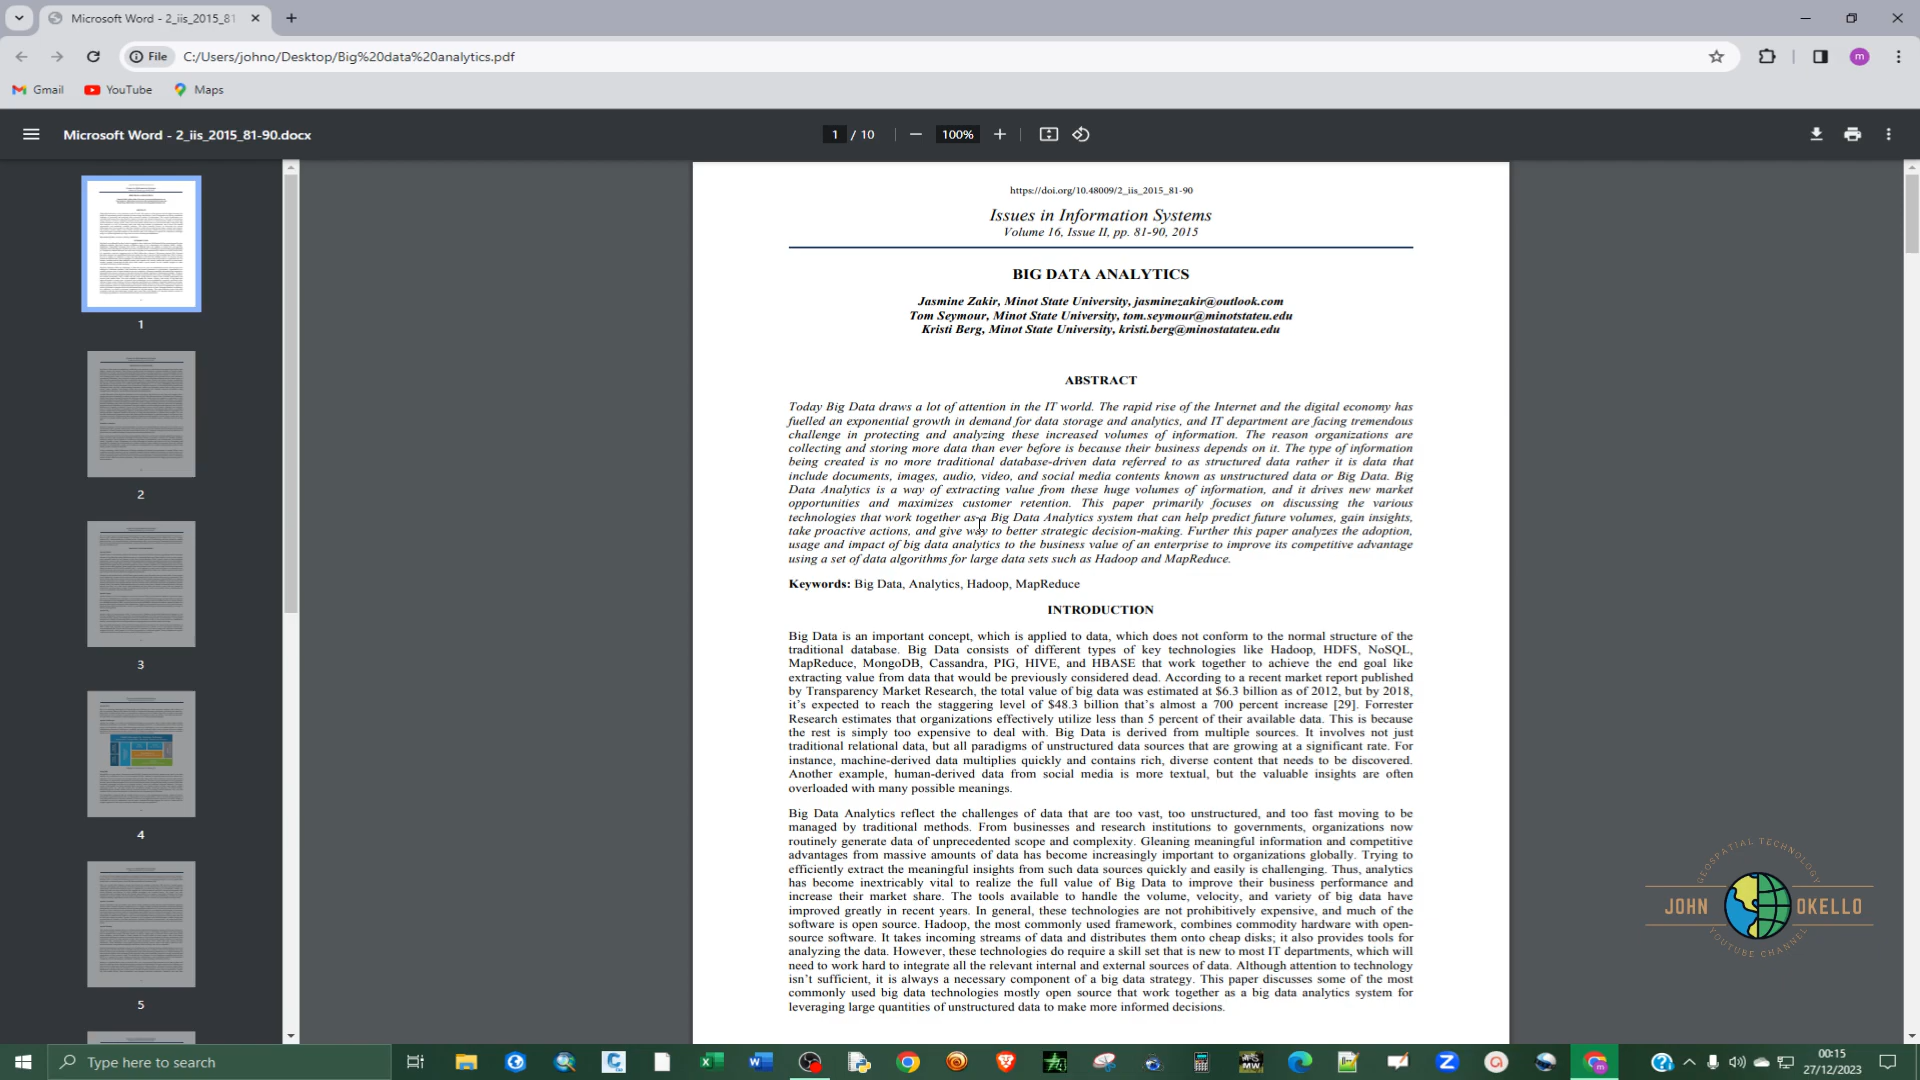 Microsoft Word - 2_iis_2015_81
File
C:/Users/johno/Desktop/Big%20data%20analytics.pdf
m
Gmail
YouTube
Maps
Microsoft Word - 2_iis_2015_81-90.docx
1 / 10
100%
1
2
3
4
5
https://doi.org/10.48009/2_iis_2015_81-90
Issues in Information Systems
Volume 16, Issue II, pp. 81-90, 2015
BIG DATA ANALYTICS
Jasmine Zakir, Minot State University, jasminezakir@outlook.com
Tom Seymour, Minot State University, tom.seymour@minotstateu.edu
Kristi Berg, Minot State University, kristi.berg@minostatateu.edu
ABSTRACT
Today Big Data draws a lot of attention in the IT world. The rapid rise of the Internet and the digital economy has
fuelled an exponential growth in demand for data storage and analytics, and IT department are facing tremendous
challenge in protecting and analyzing these increased volumes of information. The reason organizations are
collecting and storing more data than ever before is because their business depends on it. The type of information
being created is no more traditional database-driven data referred to as structured data rather it is data that
include documents, images, audio, video, and social media contents known as unstructured data or Big Data. Big
Data Analytics is a way of extracting value from these huge volumes of information, and it drives new market
opportunities and maximizes customer retention. This paper primarily focuses on discussing the various
technologies that work together as a Big Data Analytics system that can help predict future volumes, gain insights,
take proactive actions, and give way to better strategic decision-making. Further this paper analyzes the adoption,
usage and impact of big data analytics to the business value of an enterprise to improve its competitive advantage
using a set of data algorithms for large data sets such as Hadoop and MapReduce.
Keywords: Big Data, Analytics, Hadoop, MapReduce
INTRODUCTION
Big Data is an important concept, which is applied to data, which does not conform to the normal structure of the
traditional database. Big Data consists of different types of key technologies like Hadoop, HDFS, NoSQL,
MapReduce, MongoDB, Cassandra, PIG, HIVE, and HBASE that work together to achieve the end goal like
extracting value from data that would be previously considered dead. According to a recent market report published
by Transparency Market Research, the total value of big data was estimated at $6.3 billion as of 2012, but by 2018,
it's expected to reach the staggering level of $48.3 billion that's almost a 700 percent increase [29]. Forrester
Research estimates that organizations effectively utilize less than 5 percent of their available data. This is because
the rest is simply too expensive to deal with. Big Data is derived from multiple sources. It involves not just
traditional relational data, but all paradigms of unstructured data sources that are growing at a significant rate. For
instance, machine-derived data multiplies quickly and contains rich, diverse content that needs to be discovered.
Another example, human-derived data from social media is more textual, but the valuable insights are often
overloaded with many possible meanings.
Big Data Analytics reflect the challenges of data that are too vast, too unstructured, and too fast moving to be
managed by traditional methods. From businesses and research institutions to governments, organizations now
routinely generate data of unprecedented scope and complexity. Gleaning meaningful information and competitive
advantages from massive amounts of data has become increasingly important to organizations globally. Trying to
efficiently extract the meaningful insights from such data sources quickly and easily is challenging. Thus, analytics
has become inextricably vital to realize the full value of Big Data to improve their business performance and
increase their market share. The tools available to handle the volume, velocity, and variety of big data have
improved greatly in recent years. In general, these technologies are not prohibitively expensive, and much of the
software is open source. Hadoop, the most commonly used framework, combines commodity hardware with open-
source software. It takes incoming streams of data and distributes them onto cheap disks; it also provides tools for
analyzing the data. However, these technologies do require a skill set that is new to most IT departments, which will
need to work hard to integrate all the relevant internal and external sources of data. Although attention to technology
isn't sufficient, it is always a necessary component of a big data strategy. This paper discusses some of the most
commonly used big data technologies mostly open source that work together as a big data analytics system for
leveraging large quantities of unstructured data to make more informed decisions.
GEOSPATIAL TECHNOLOGY
JOHN OKELLO
YOUTUBE CHANNEL
Type here to search
00:15
27/12/2023